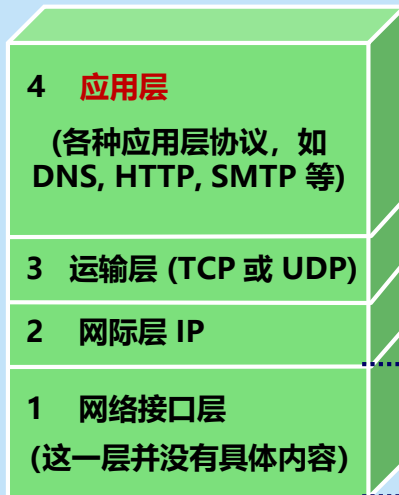 4 应用层
(各种应用层协议，如
DNS, HTTP, SMTP 等)
3 运输层 (TCP 或 UDP)
2 网际层 IP
1 网络接口层
(这一层并没有具体内容)